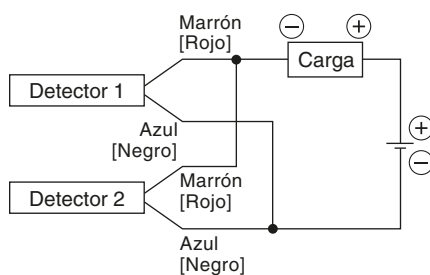 Marrón
[Rojo]
⊖ ⊕
Carga
Detector 1
Azul
[Negro]
Marrón
[Rojo]
Detector 2
Azul
[Negro]
⊕
⊖